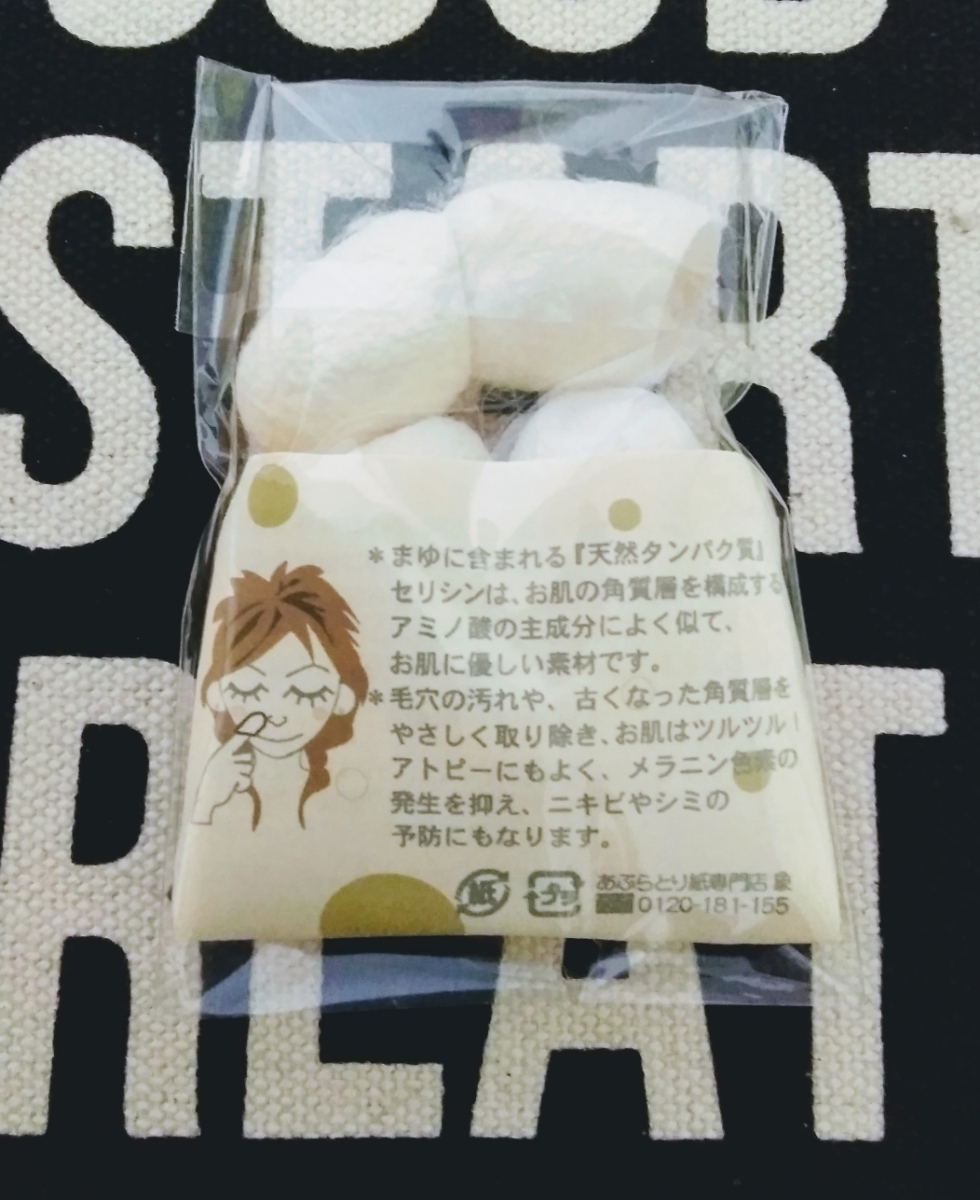 START
*まゆに含まれる『天然タンパク質』
セリシンは、お肌の角質層を構成する
アミノ酸の主成分によく似て、
お肌に優しい素材です。
*毛穴の汚れや、古くなった角質層を
やさしく取り除き、お肌はツルツル!
アトピーにもよく、メラニン色素の
発生を抑え、ニキビやシミの
予防にもなります。
紙 プラ あぶらとり紙専門店 象
0120-181-155